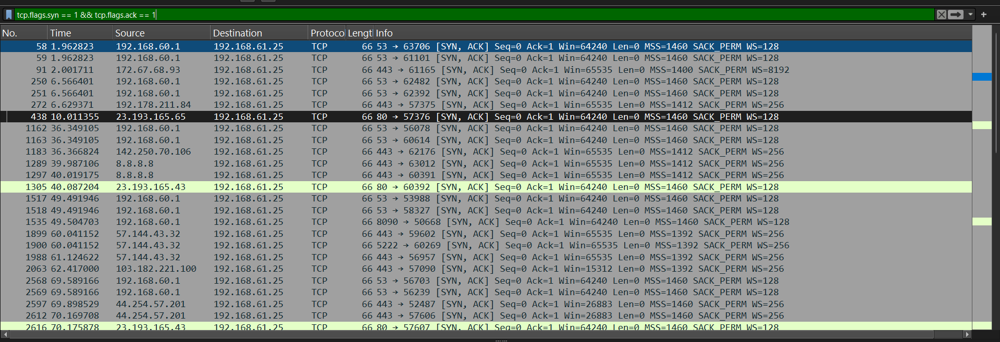 tcp.flags.syn == 1 && tcp.flags.ack == 1
No. Time Source Destination Protoco Lengt Info
58 1.962823 192.168.60.1 192.168.61.25 TCP 66 53 → 63706 [SYN, ACK] Seq=0 Ack=1 Win=64240 Len=0 MSS=1460 SACK_PERM WS=128
59 1.962823 192.168.60.1 192.168.61.25 TCP 66 53 → 61101 [SYN, ACK] Seq=0 Ack=1 Win=64240 Len=0 MSS=1460 SACK_PERM WS=128
91 2.001711 172.67.68.93 192.168.61.25 TCP 66 443 → 61165 [SYN, ACK] Seq=0 Ack=1 Win=65535 Len=0 MSS=1400 SACK_PERM WS=8192
250 6.566401 192.168.60.1 192.168.61.25 TCP 66 53 → 62482 [SYN, ACK] Seq=0 Ack=1 Win=64240 Len=0 MSS=1460 SACK_PERM WS=128
251 6.566401 192.168.60.1 192.168.61.25 TCP 66 53 → 62392 [SYN, ACK] Seq=0 Ack=1 Win=64240 Len=0 MSS=1460 SACK_PERM WS=128
272 6.629371 192.178.211.84 192.168.61.25 TCP 66 443 → 57375 [SYN, ACK] Seq=0 Ack=1 Win=65535 Len=0 MSS=1412 SACK_PERM WS=256
438 10.011355 23.193.165.65 192.168.61.25 TCP 66 80 → 57376 [SYN, ACK] Seq=0 Ack=1 Win=64240 Len=0 MSS=1460 SACK_PERM WS=128
1162 36.349105 192.168.60.1 192.168.61.25 TCP 66 53 → 56078 [SYN, ACK] Seq=0 Ack=1 Win=64240 Len=0 MSS=1460 SACK_PERM WS=128
1163 36.349105 192.168.60.1 192.168.61.25 TCP 66 53 → 60614 [SYN, ACK] Seq=0 Ack=1 Win=64240 Len=0 MSS=1460 SACK_PERM WS=128
1183 36.366824 142.250.70.106 192.168.61.25 TCP 66 443 → 62176 [SYN, ACK] Seq=0 Ack=1 Win=65535 Len=0 MSS=1412 SACK_PERM WS=256
1289 39.987106 8.8.8.8 192.168.61.25 TCP 66 443 → 63012 [SYN, ACK] Seq=0 Ack=1 Win=65535 Len=0 MSS=1412 SACK_PERM WS=256
1297 40.019175 8.8.8.8 192.168.61.25 TCP 66 443 → 60391 [SYN, ACK] Seq=0 Ack=1 Win=65535 Len=0 MSS=1412 SACK_PERM WS=256
1305 40.087204 23.193.165.43 192.168.61.25 TCP 66 80 → 60392 [SYN, ACK] Seq=0 Ack=1 Win=64240 Len=0 MSS=1460 SACK_PERM WS=128
1517 49.491946 192.168.60.1 192.168.61.25 TCP 66 53 → 53988 [SYN, ACK] Seq=0 Ack=1 Win=64240 Len=0 MSS=1460 SACK_PERM WS=128
1518 49.491946 192.168.60.1 192.168.61.25 TCP 66 53 → 58327 [SYN, ACK] Seq=0 Ack=1 Win=64240 Len=0 MSS=1460 SACK_PERM WS=128
1535 49.504703 192.168.60.1 192.168.61.25 TCP 66 8090 → 50668 [SYN, ACK] Seq=0 Ack=1 Win=64240 Len=0 MSS=1460 SACK_PERM WS=128
1899 60.041152 57.144.43.32 192.168.61.25 TCP 66 443 → 59602 [SYN, ACK] Seq=0 Ack=1 Win=65535 Len=0 MSS=1392 SACK_PERM WS=256
1900 60.041152 57.144.43.32 192.168.61.25 TCP 66 5222 → 60269 [SYN, ACK] Seq=0 Ack=1 Win=65535 Len=0 MSS=1392 SACK_PERM WS=256
1988 61.124622 57.144.43.32 192.168.61.25 TCP 66 443 → 56957 [SYN, ACK] Seq=0 Ack=1 Win=65535 Len=0 MSS=1392 SACK_PERM WS=256
2063 62.417000 103.182.221.100 192.168.61.25 TCP 66 443 → 57090 [SYN, ACK] Seq=0 Ack=1 Win=15312 Len=0 MSS=1392 SACK_PERM WS=256
2568 69.589166 192.168.60.1 192.168.61.25 TCP 66 53 → 56703 [SYN, ACK] Seq=0 Ack=1 Win=64240 Len=0 MSS=1460 SACK_PERM WS=128
2569 69.589166 192.168.60.1 192.168.61.25 TCP 66 53 → 56239 [SYN, ACK] Seq=0 Ack=1 Win=64240 Len=0 MSS=1460 SACK_PERM WS=128
2597 69.898529 44.254.57.201 192.168.61.25 TCP 66 443 → 52487 [SYN, ACK] Seq=0 Ack=1 Win=26883 Len=0 MSS=1460 SACK_PERM WS=256
2612 70.169708 44.254.57.201 192.168.61.25 TCP 66 443 → 57606 [SYN, ACK] Seq=0 Ack=1 Win=26883 Len=0 MSS=1460 SACK_PERM WS=256
2616 70.175878 23.193.165.43 192.168.61.25 TCP 66 80 → 57607 [SYN, ACK] Seq=0 Ack=1 Win=64240 Len=0 MSS=1460 SACK_PERM WS=128